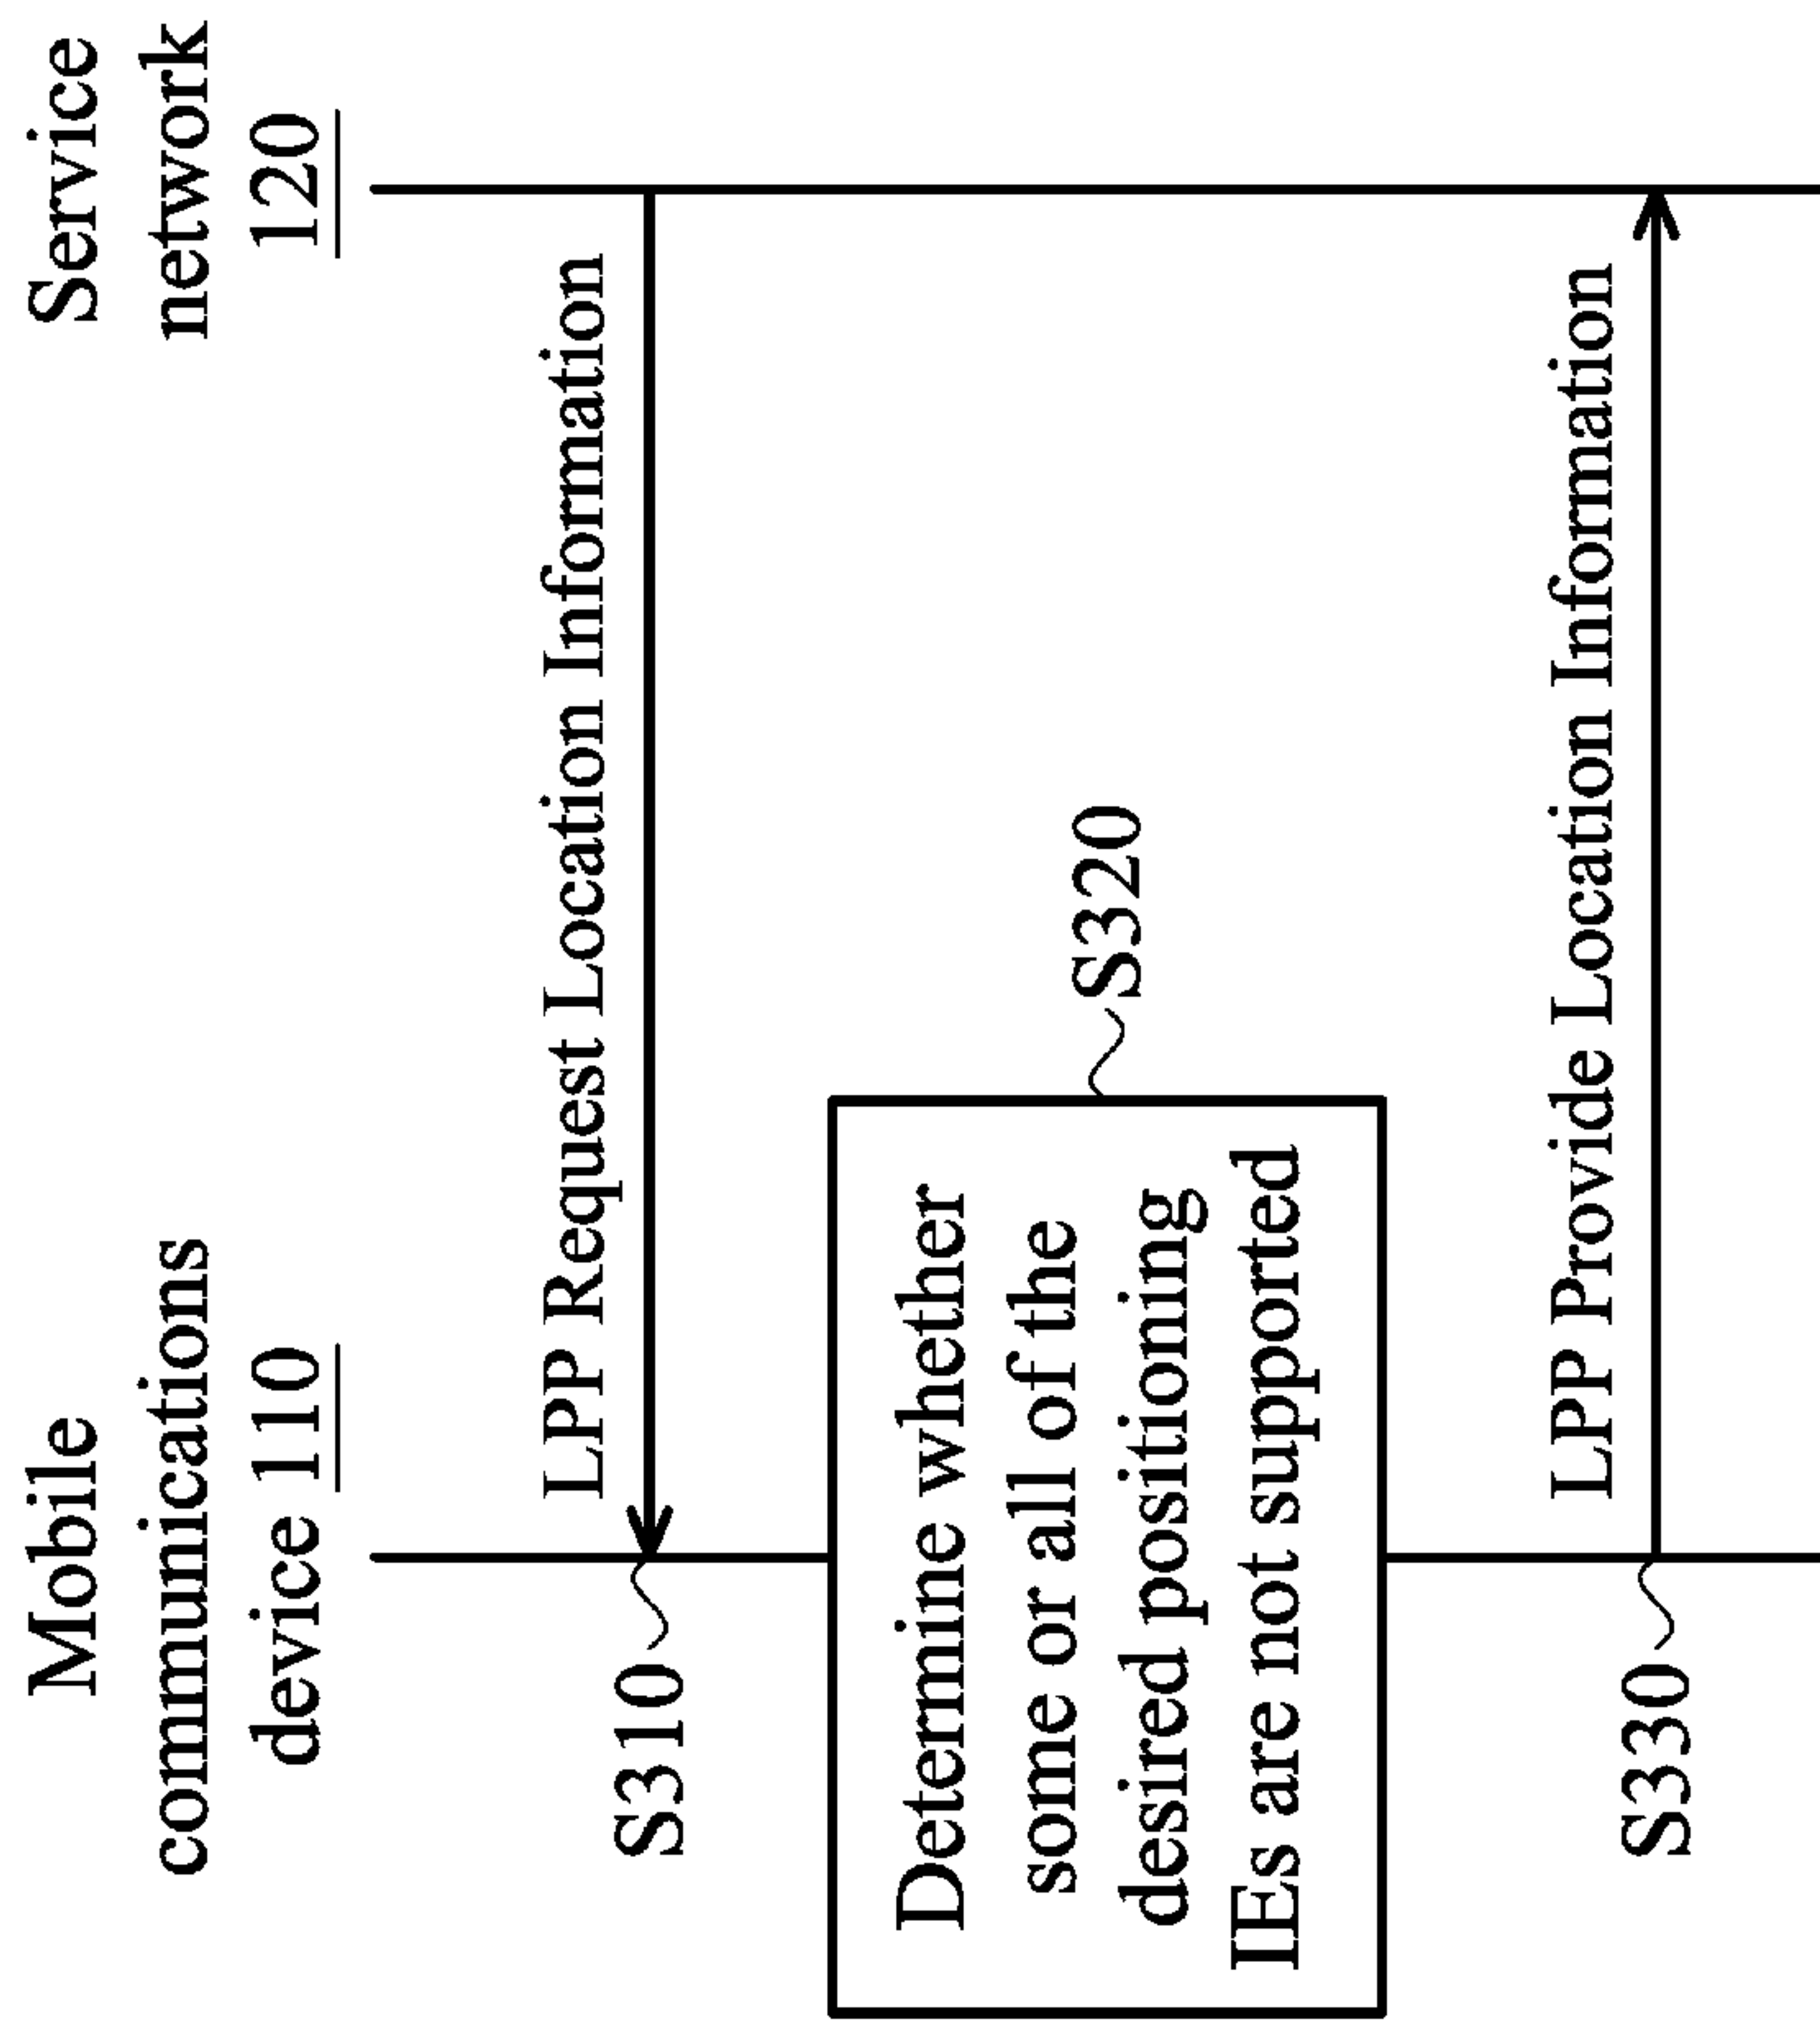 Mobile
communications
device 110
Service
network
120
LPP Request Location Information
S310
Determine whether
some or all of the
desired positioning
IEs are not supported
S320
LPP Provide Location Information
S330